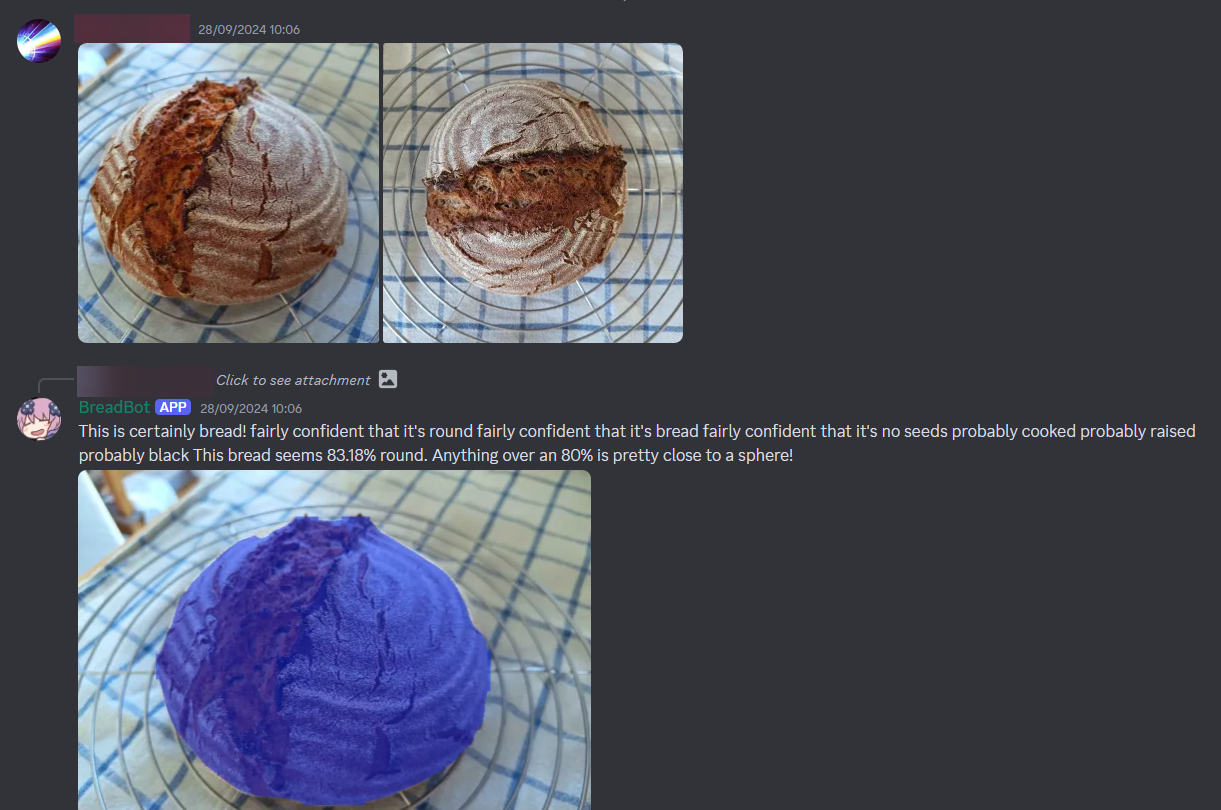 28/09/2024 10:06
Click to see attachment
BreadBot APP 28/09/2024 10:06
This is certainly bread! fairly confident that it's round fairly confident that it's bread fairly confident that it's no seeds probably cooked probably raised
probably black This bread seems 83.18% round. Anything over an 80% is pretty close to a sphere!